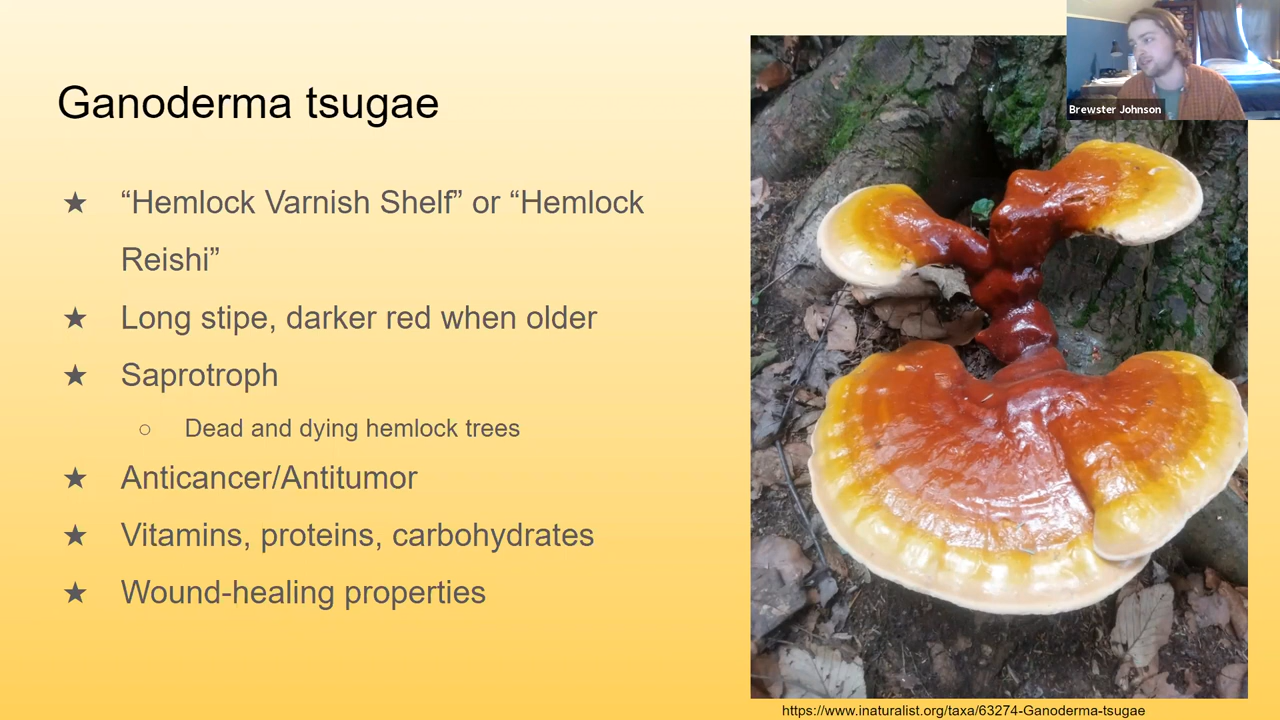 Ganoderma tsugae
★ “Hemlock Varnish Shelf” or “Hemlock
Reishi”
★ Long stipe, darker red when older
★ Saprotroph
○ Dead and dying hemlock trees
★ Anticancer/Antitumor
★ Vitamins, proteins, carbohydrates
★ Wound-healing properties
Brewster Johnson
https://www.inaturalist.org/taxa/63274-Ganoderma-tsugae